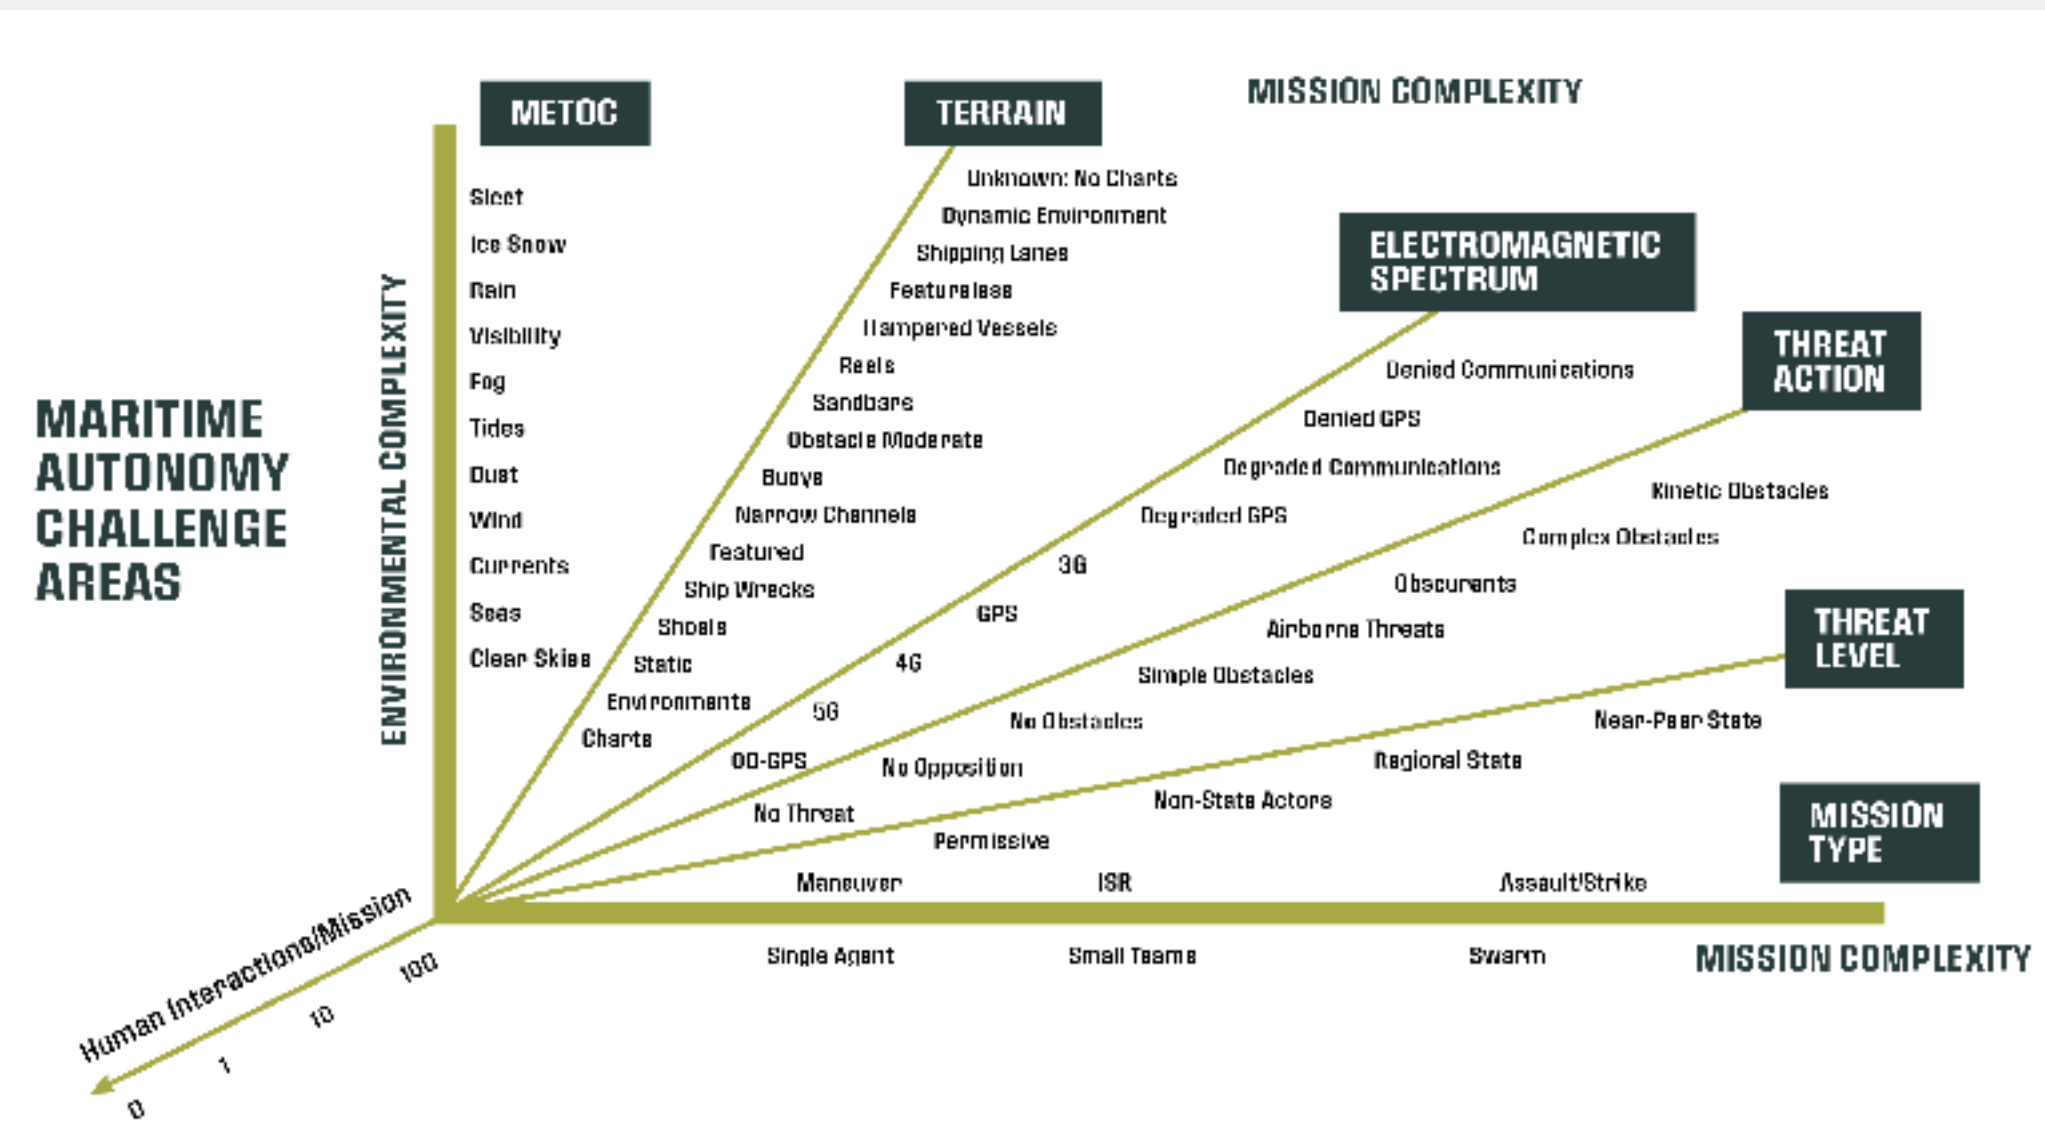 MARITIME
AUTONOMY
CHALLENGE
AREAS
ENVIRONMENTAL COMPLEXITY
METOC
Sleet
Ice Snow
Rain
Visibility
Fog
Tides
Dust
Wind
Currents
Seas
Clear Skies
TERRAIN
Unknown: No Charts
Dynamic Environment
Shipping Lanes
Featureless
Hampered Vessels
Reels
Sandbars
Obstacle Moderate
Buoys
Narrow Channels
Featured
Ship Wrecks
Shoals
Static
Environments
Charts
MISSION COMPLEXITY
ELECTROMAGNETIC
SPECTRUM
Denied Communications
Denied GPS
Degraded Communications
Degraded GPS
3G
GPS
4G
5G
OD-GPS
THREAT
ACTION
Kinetic Obstacles
Complex Obstacles
Obscurants
Airborne Threats
Simple Obstacles
No Obstacles
No Opposition
No Threat
THREAT
LEVEL
Near-Peer State
Regional State
Non-State Actors
Permissive
MISSION
TYPE
Maneuver
ISR
Assault/Strike
Single Agent
Small Teams
Swarm
MISSION COMPLEXITY
Human Interactions/Mission
100
10
1
0